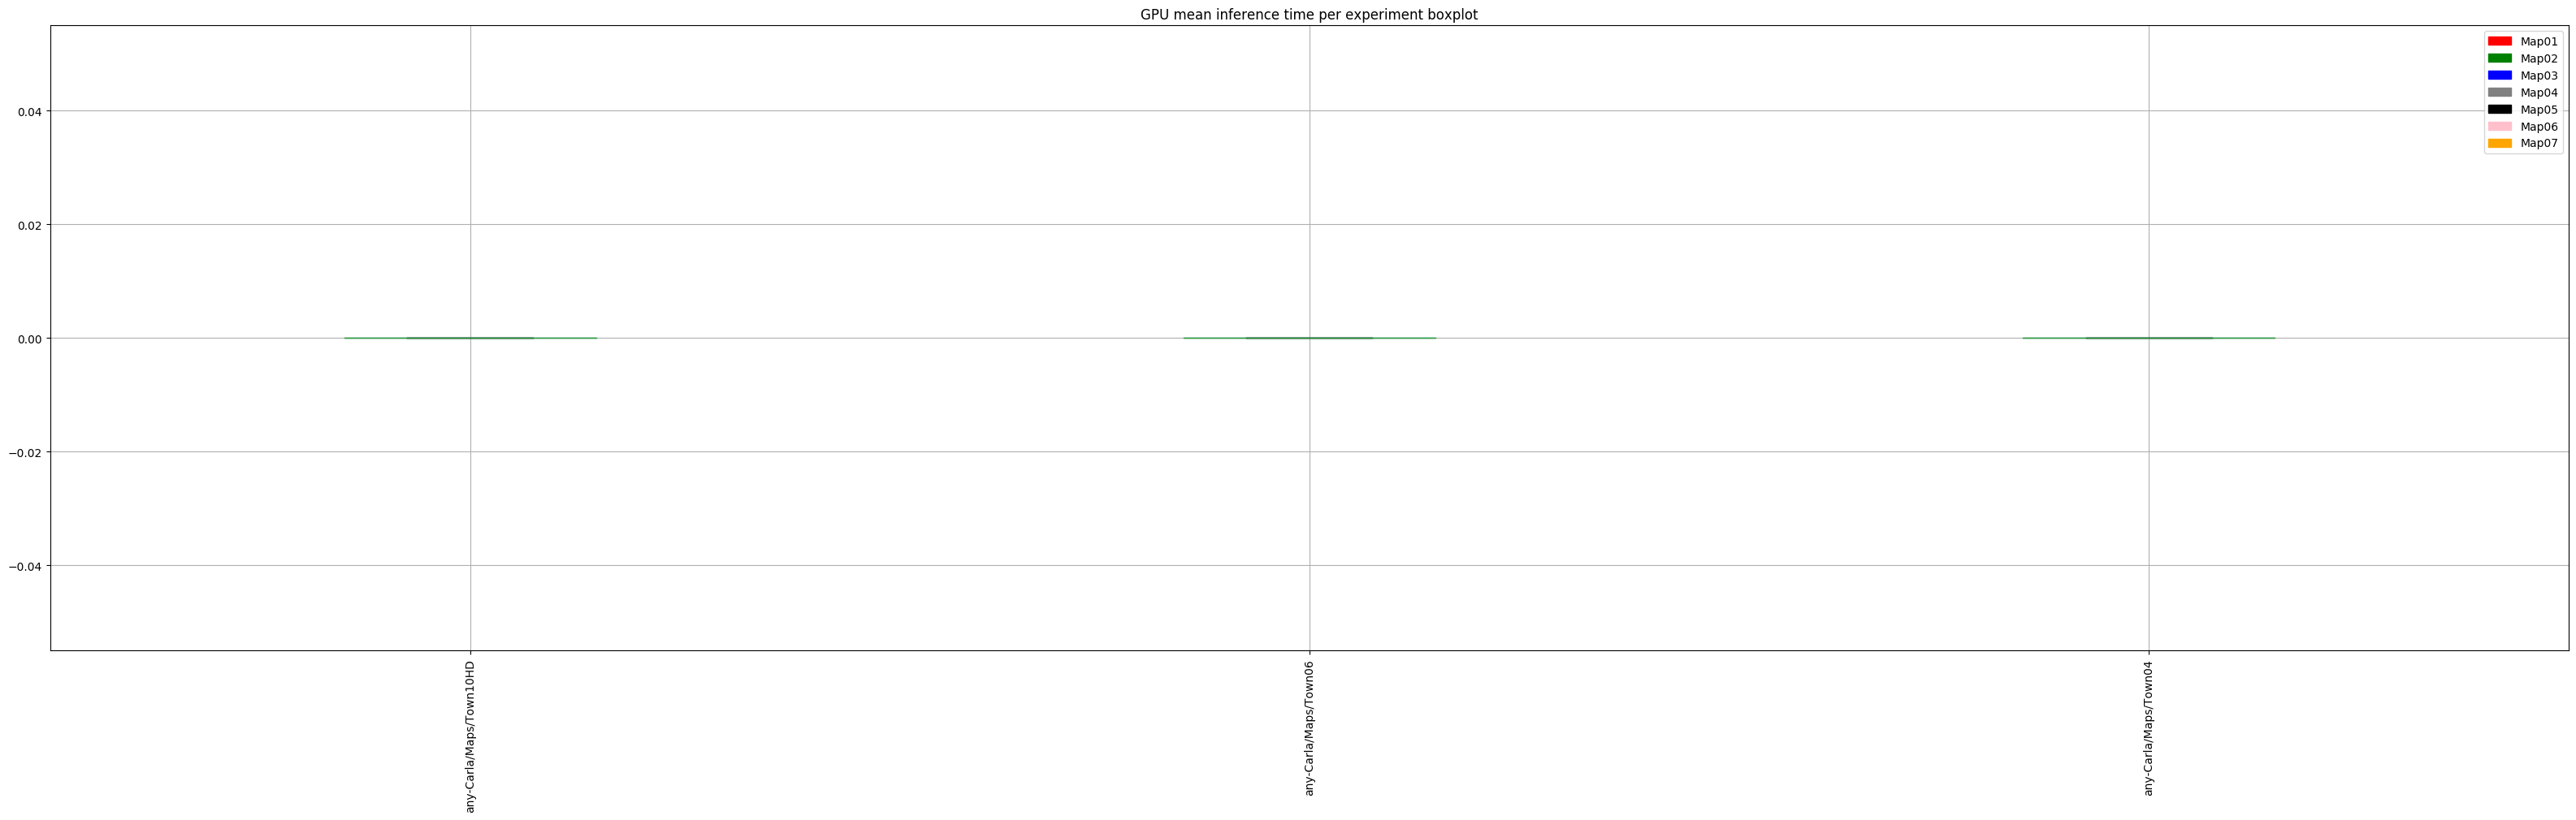 GPU mean inference time per experiment boxplot
Map01
Map02
Map03
Map04
Map05
Map06
Map07
0.04
0.02
0.00
−0.02
−0.04
any-Carla/Maps/Town10HD
any-Carla/Maps/Town06
any-Carla/Maps/Town04